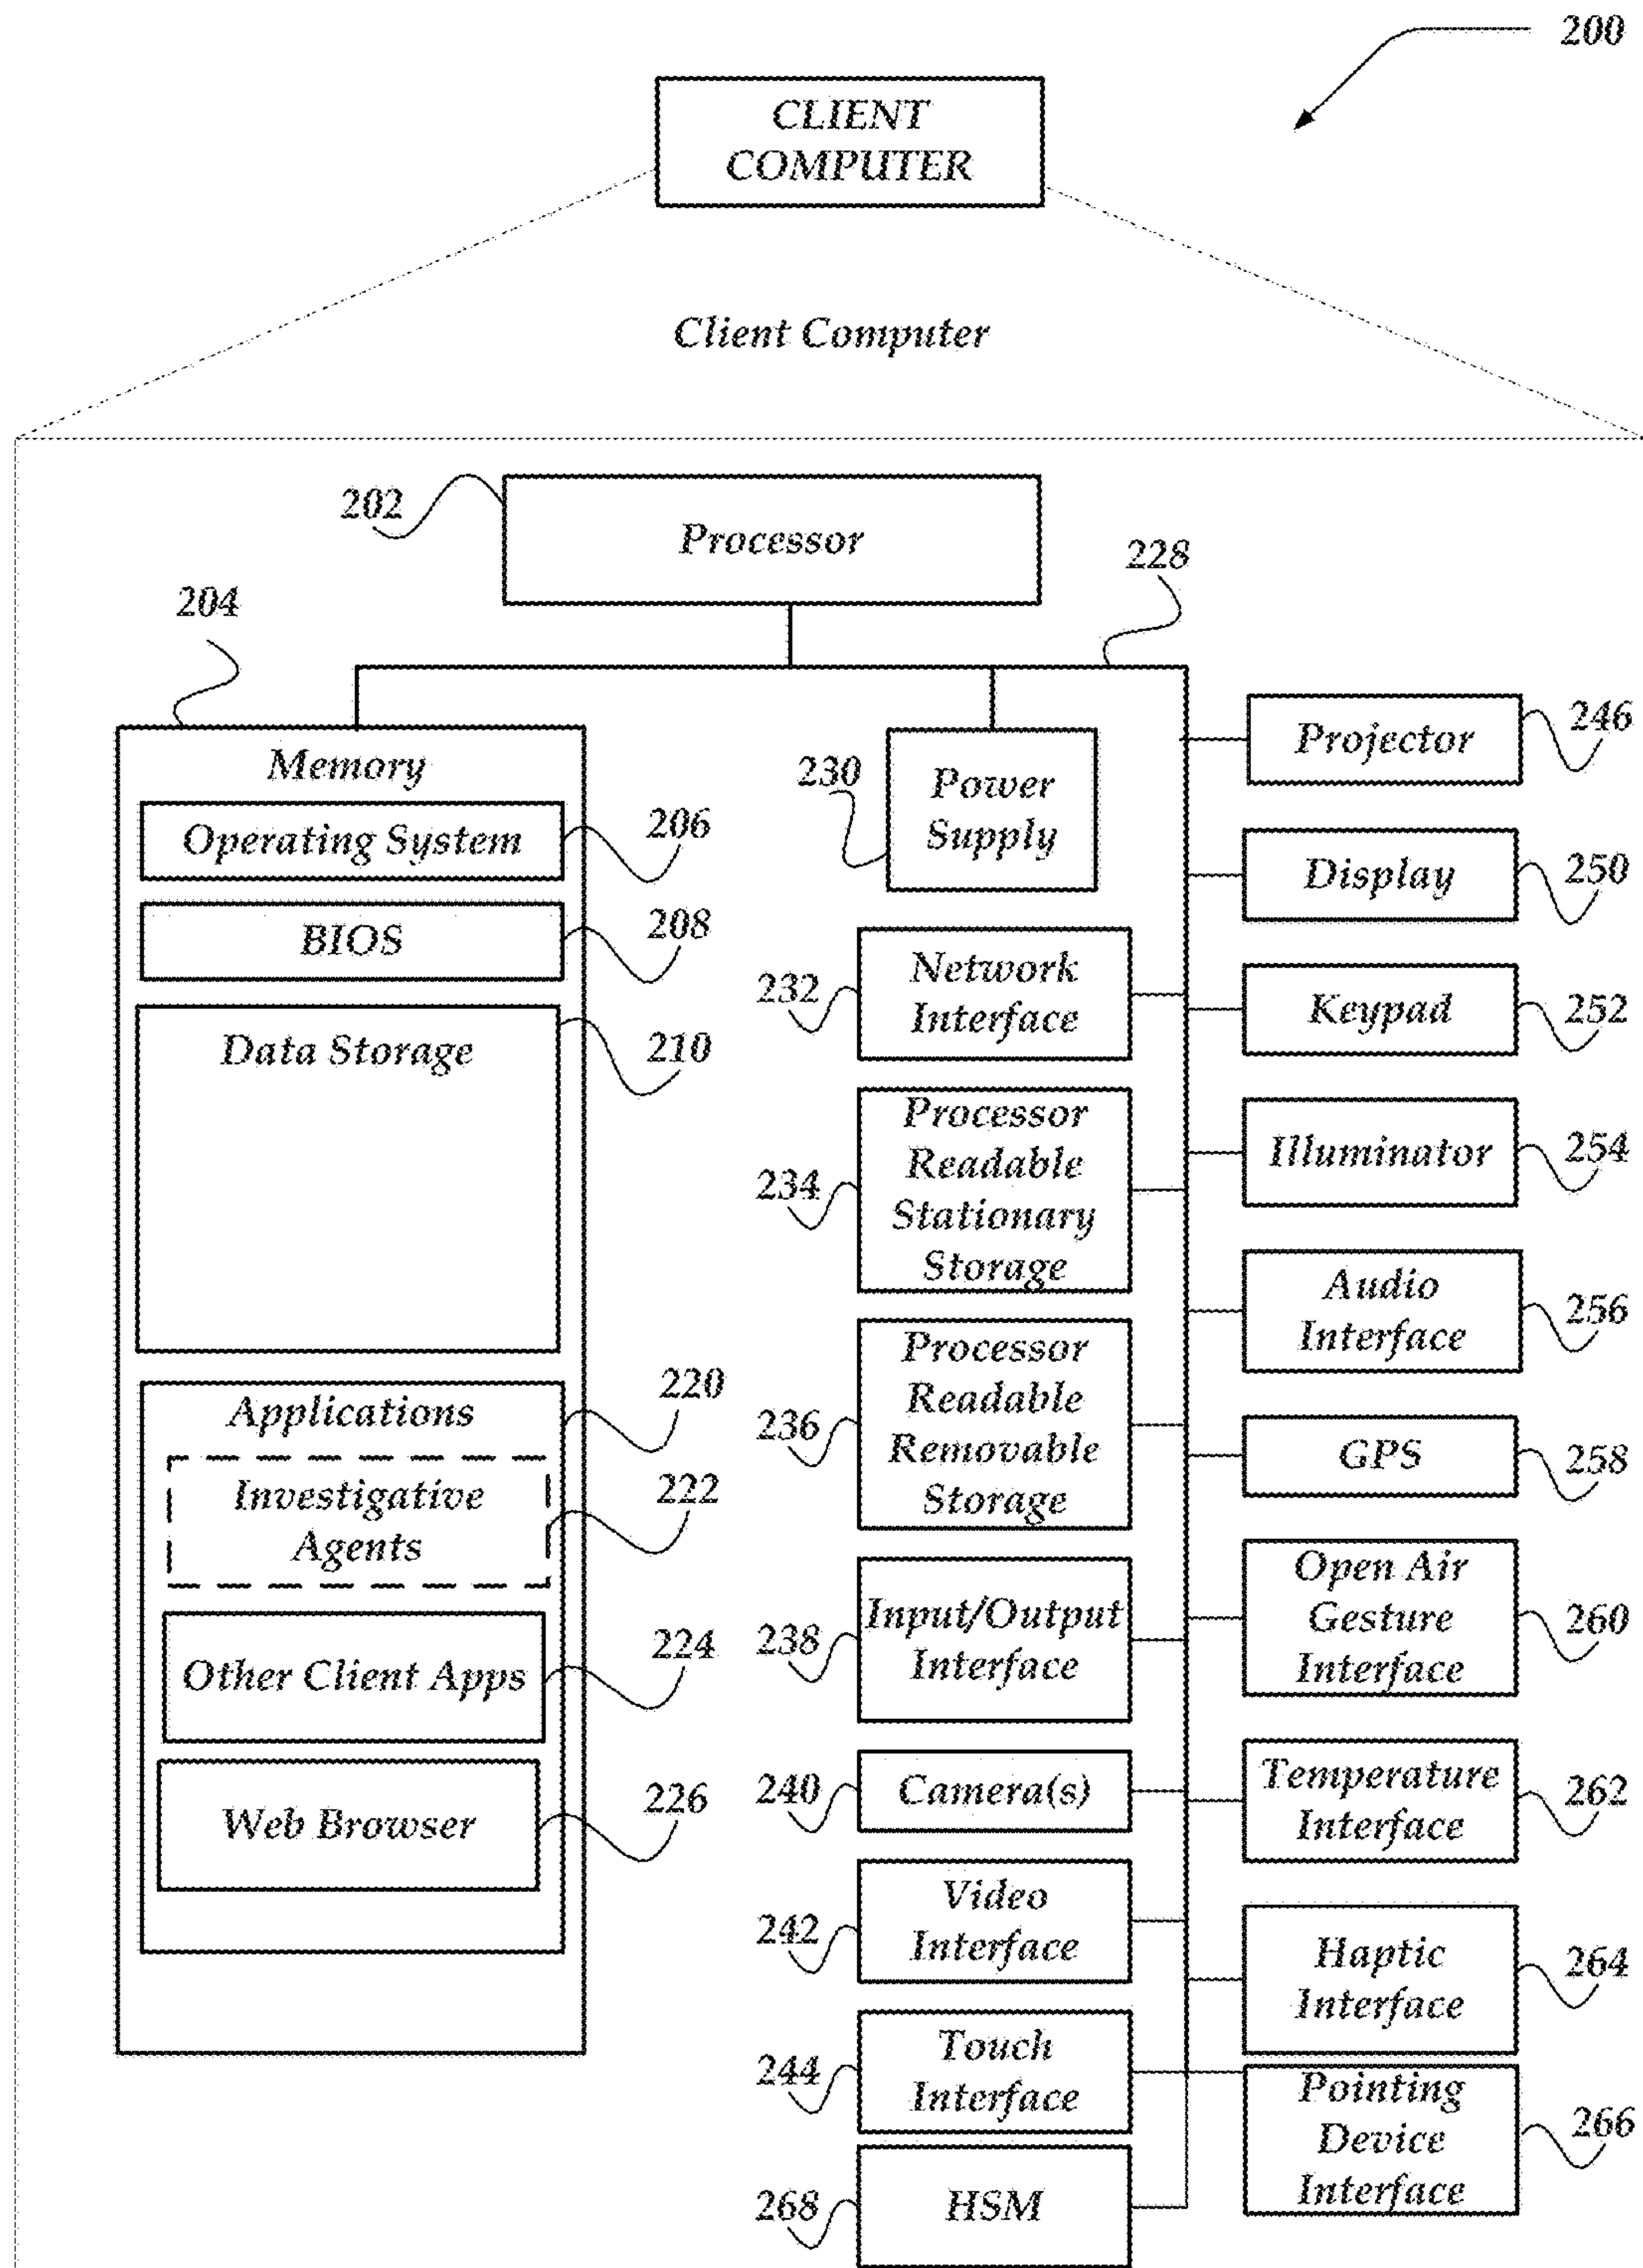 200
CLIENT
COMPUTER
Client Computer
202
Processor
228
204
Memory
Operating System
206
BIOS
208
Data Storage
210
Applications
220
Investigative
Agents
222
Other Client Apps
224
Web Browser
226
230
Power
Supply
232
Network
Interface
234
Processor
Readable
Stationary
Storage
236
Processor
Readable
Removable
Storage
238
Input/Output
Interface
240
Camera(s)
242
Video
Interface
244
Touch
Interface
268
HSM
Projector
246
Display
250
Keypad
252
Illuminator
254
Audio
Interface
256
GPS
258
Open Air
Gesture
Interface
260
Temperature
Interface
262
Haptic
Interface
264
Pointing
Device
Interface
266